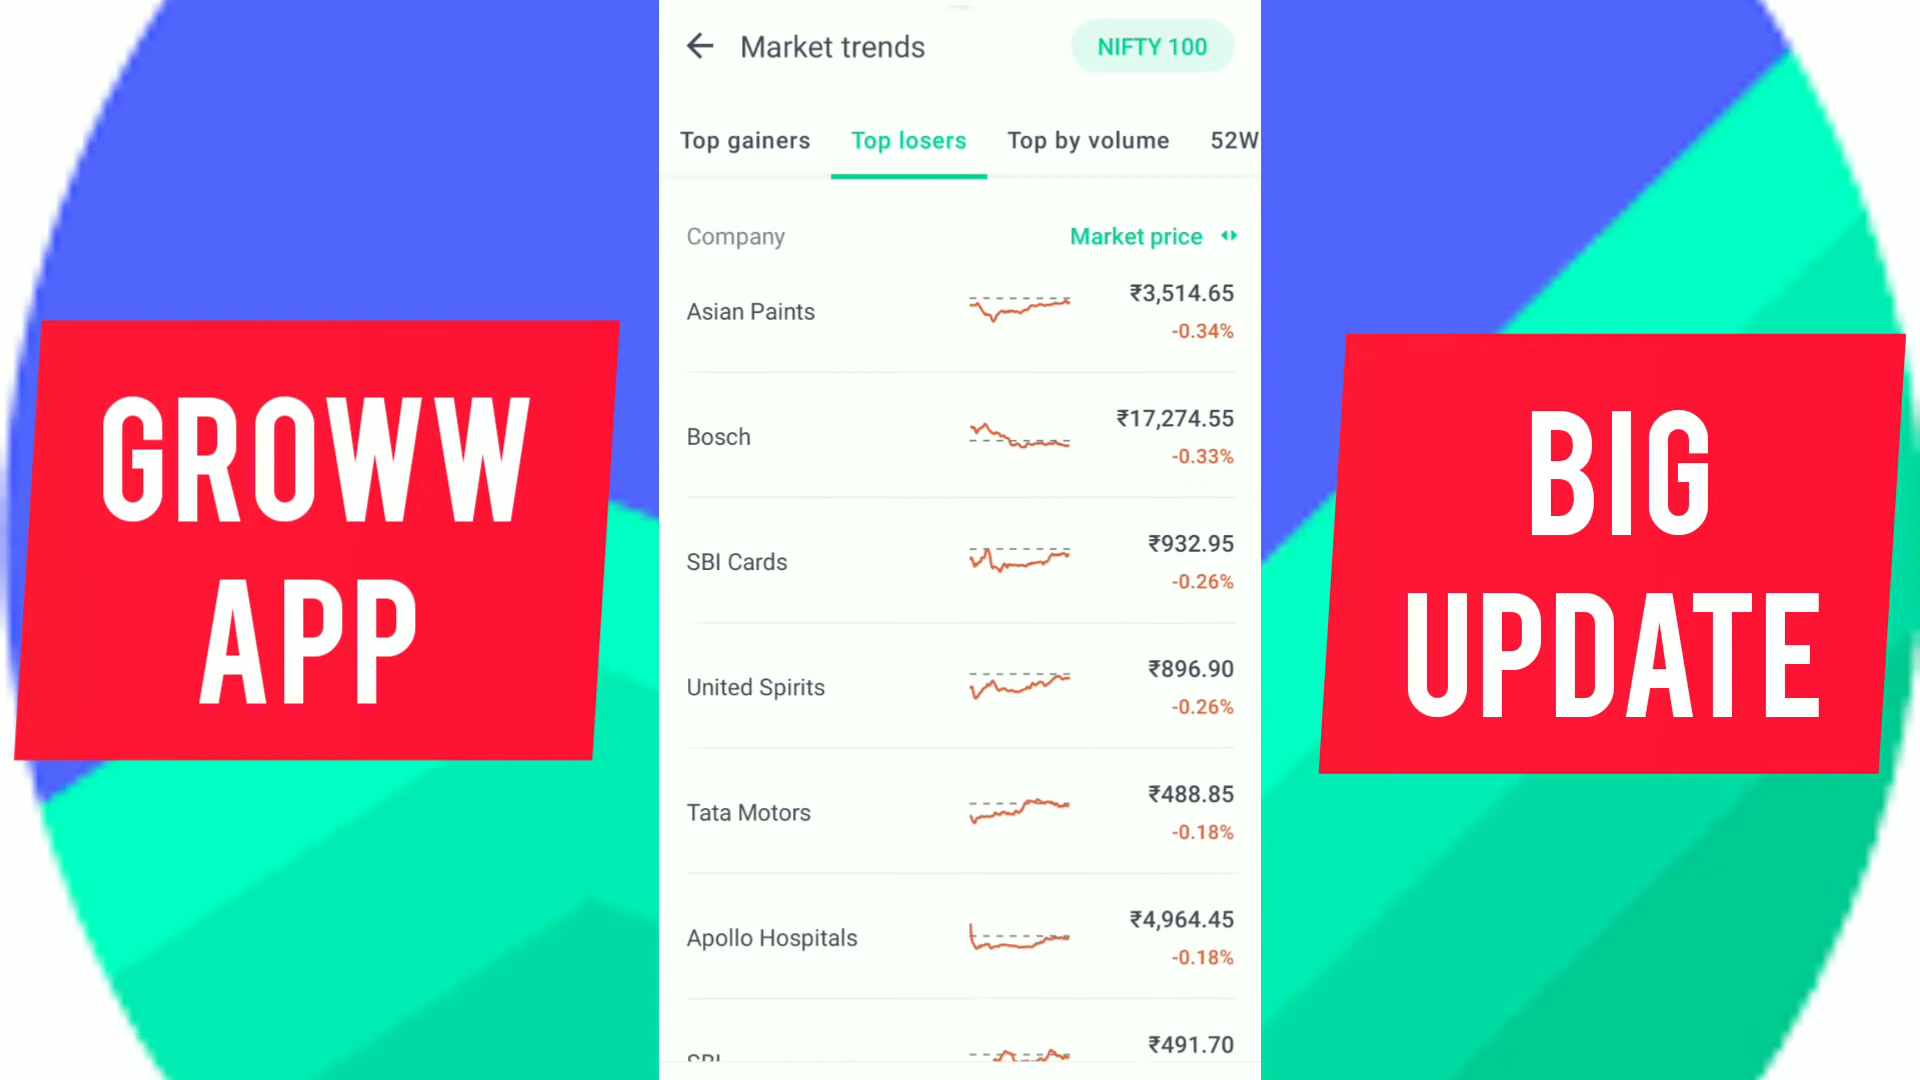 GROWW
APP
Market trends
NIFTY 100
Top gainers Top losers Top by volume 52W
Company Market price
Asian Paints ₹3,514.65
-0.34%
Bosch ₹17,274.55
-0.33%
SBI Cards ₹932.95
-0.26%
United Spirits ₹896.90
-0.26%
Tata Motors ₹488.85
-0.18%
Apollo Hospitals ₹4,964.45
-0.18%
SBI ₹491.70
BIG
UPDATE